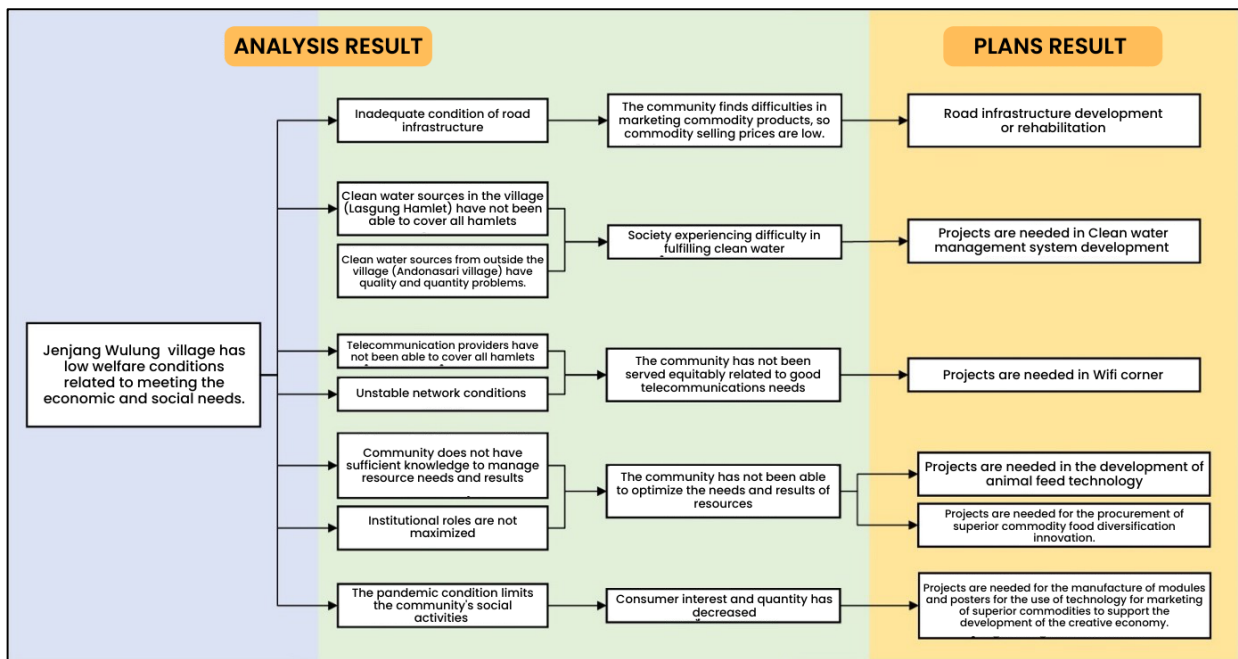 ANALYSIS RESULT
PLANS RESULT
Jenjang Wulung village has
low welfare conditions
related to meeting the
economic and social needs.
Inadequate condition of road
infrastructure
The community finds difficulties in
marketing commodity products, so
commodity selling prices are low.
Road infrastructure development
or rehabilitation
Clean water sources in the village
(Lasgung Hamlet) have not been
able to cover all hamlets
Clean water sources from outside the
village (Andonasari village) have
quality and quantity problems.
Society experiencing difficulty in
fulfilling clean water
Projects are needed in Clean water
management system development
Telecommunication providers have
not been able to cover all hamlets
Unstable network conditions
The community has not been
served equitably related to good
telecommunications needs
Projects are needed in Wifi corner
Community does not have
sufficient knowledge to manage
resource needs and results
Institutional roles are not
maximized
The community has not been able
to optimize the needs and results of
resources
Projects are needed in the development of
animal feed technology
Projects are needed for the procurement of
superior commodity food diversification
innovation.
The pandemic condition limits
the community's social
activities
Consumer interest and quantity has
decreased
Projects are needed for the manufacture of modules
and posters for the use of technology for marketing
of superior commodities to support the
development of the creative economy.